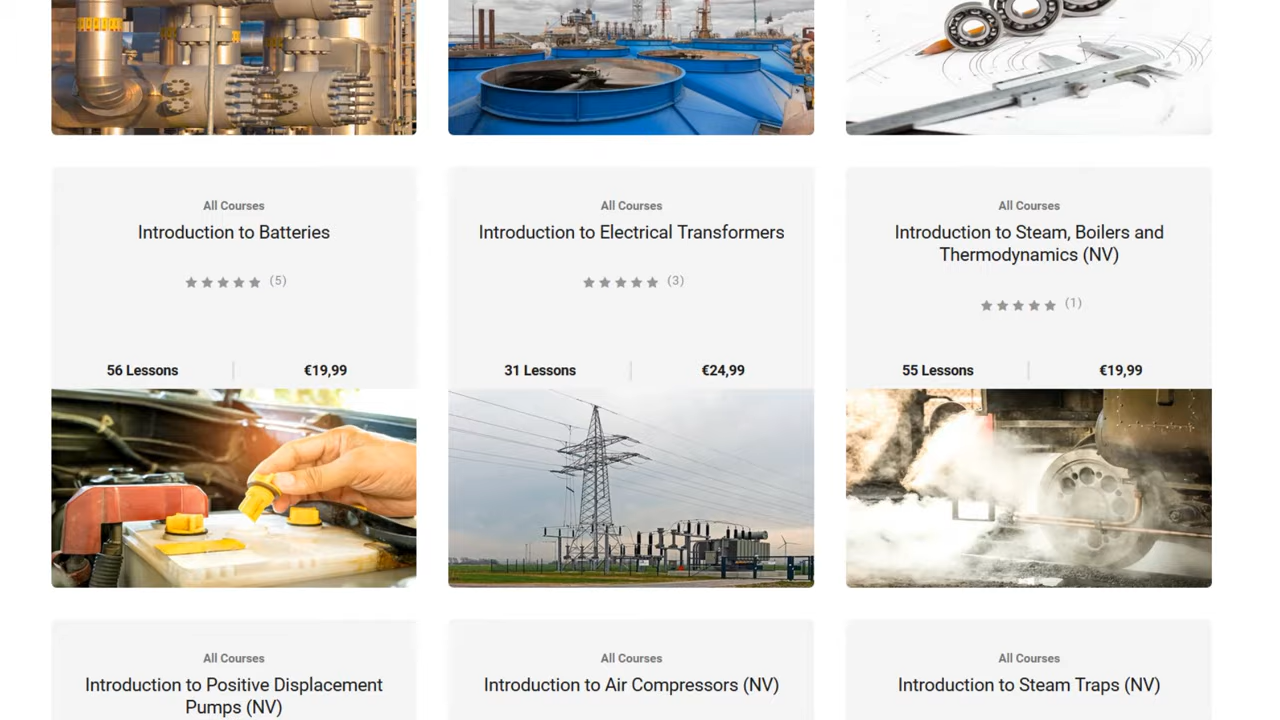 All Courses
Introduction to Batteries
(5)
56 Lessons
€19,99
All Courses
Introduction to Electrical Transformers
(3)
31 Lessons
€24,99
All Courses
Introduction to Steam, Boilers and
Thermodynamics (NV)
(1)
55 Lessons
€19,99
All Courses
Introduction to Positive Displacement
Pumps (NV)
All Courses
Introduction to Air Compressors (NV)
All Courses
Introduction to Steam Traps (NV)